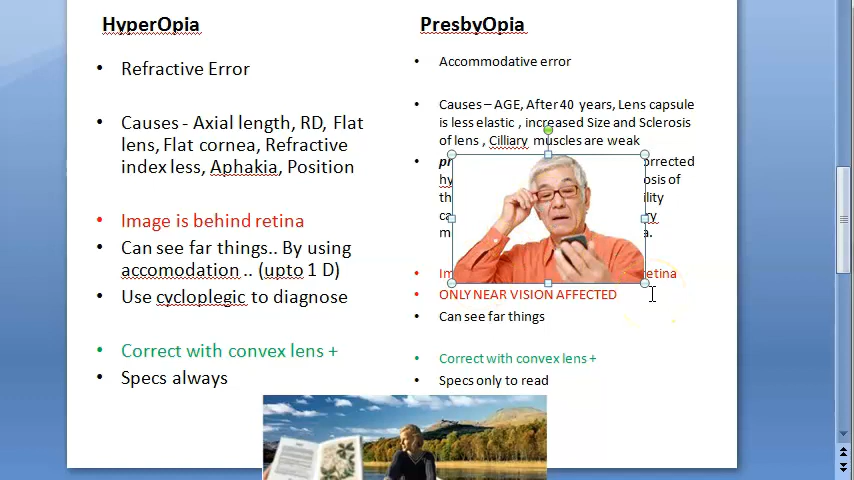 HyperOpia
• Refractive Error
• Causes - Axial length, RD, Flat
lens, Flat cornea, Refractive
index less, Aphakia, Position
• Image is behind retina
• Can see far things.. By using
accomodation .. (upto 1 D)
• Use cycloplegic to diagnose
• Correct with convex lens +
• Specs always
PresbyOpia
• Accommodative error
• Causes – AGE, After 40 years, Lens capsule
is less elastic , increased Size and Sclerosis
of lens , Cilliary muscles are weak
• ONLY NEAR VISION AFFECTED
• Can see far things
• Correct with convex lens +
• Specs only to read